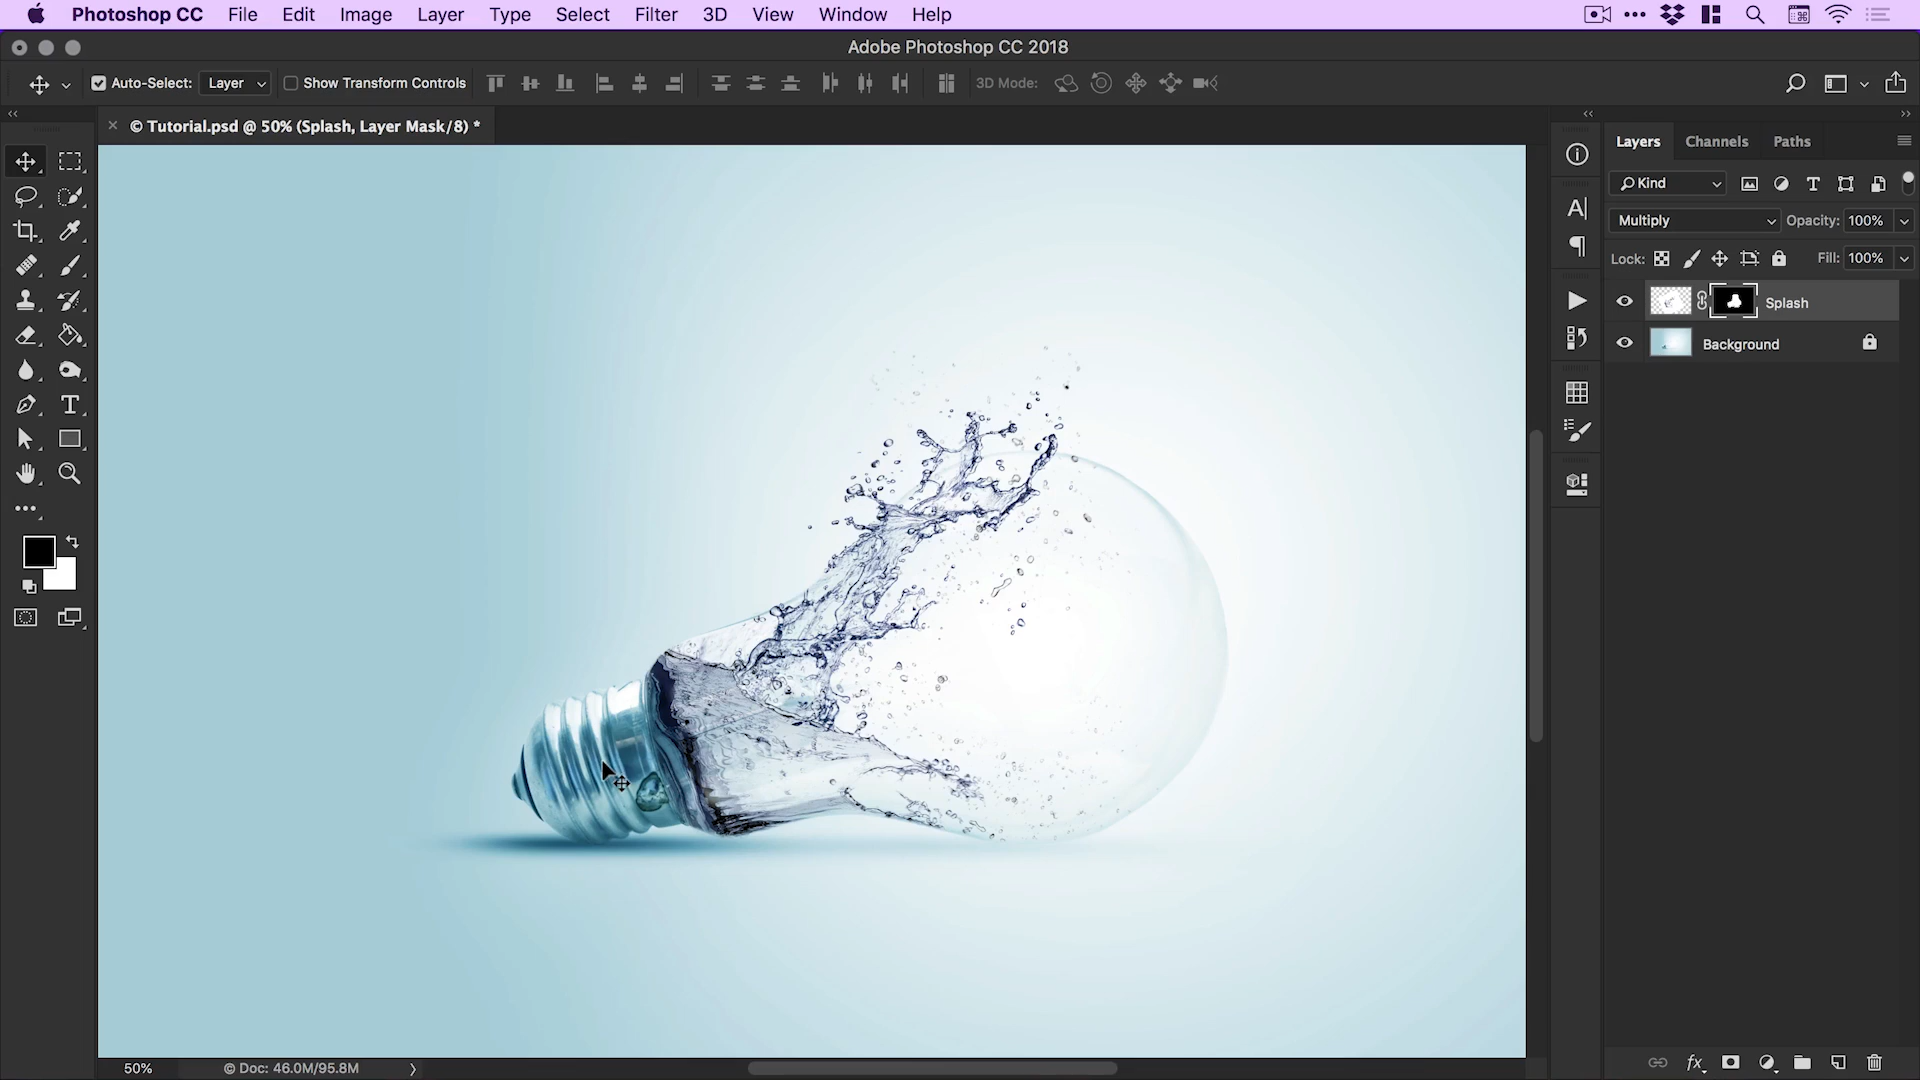 Photoshop CC File Edit Image Layer Type Select Filter 3D View Window Help
Adobe Photoshop CC 2018
Auto-Select: Layer Show Transform Controls 3D Mode:
© Tutorial.psd @ 50% (Splash, Layer Mask/8) *
Layers Channels Paths
Kind
Multiply Opacity: 100%
Lock: Fill: 100%
Splash
Background
50% © Doc: 46.0M/95.8M